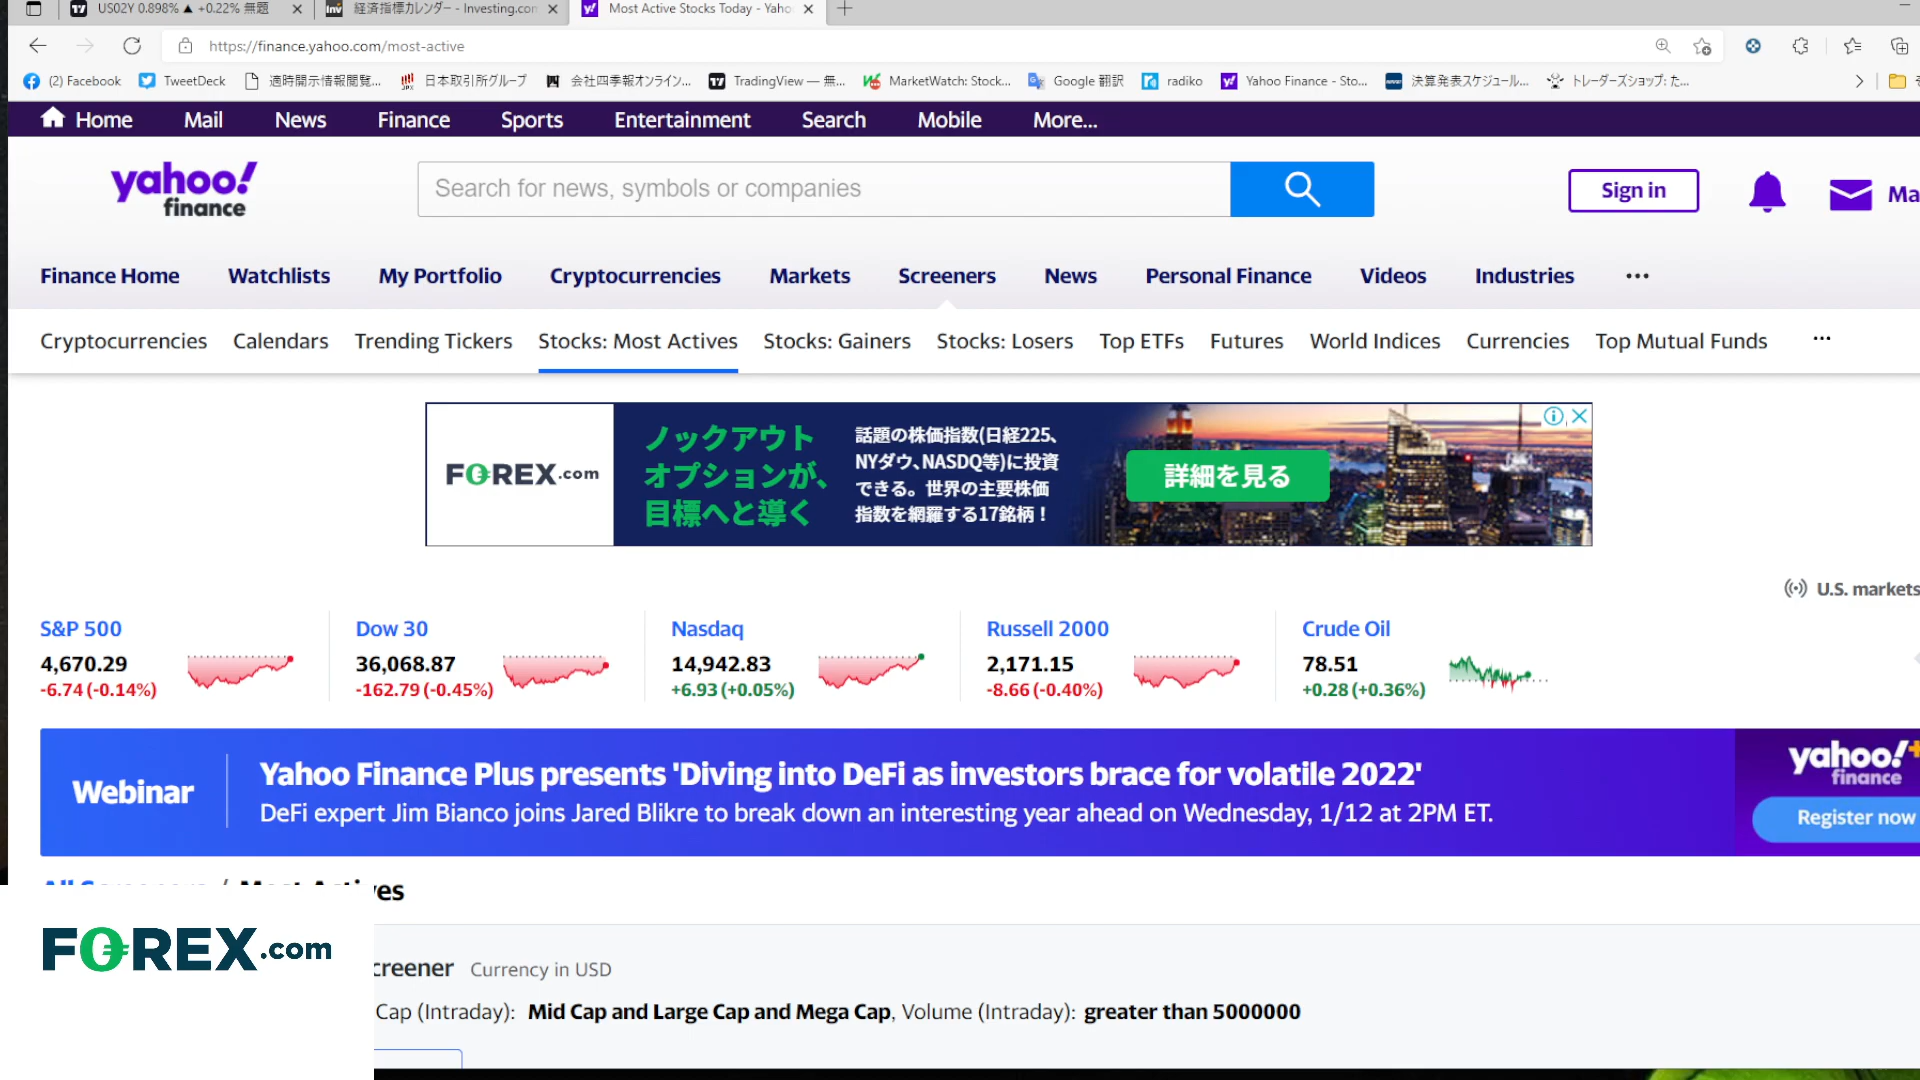 US02Y 0.898% ▲ +0.22% 無題
経済指標カレンダー - Investing.com
Most Active Stocks Today - Yaho
https://finance.yahoo.com/most-active
(2) Facebook
TweetDeck
適時開示情報閲覧...
日本取引所グループ
会社四季報オンライン...
TradingView — 無...
MarketWatch: Stock...
Google 翻訳
radiko
Yahoo Finance - Sto...
決算発表スケジュール...
トレーダーズショップ: た...
Home Mail News Finance Sports Entertainment Search Mobile More...
yahoo!
finance
Search for news, symbols or companies
Sign in
Ma
Finance Home Watchlists My Portfolio Cryptocurrencies Markets Screeners News Personal Finance Videos Industries ...
Cryptocurrencies Calendars Trending Tickers Stocks: Most Actives Stocks: Gainers Stocks: Losers Top ETFs Futures World Indices Currencies Top Mutual Funds ...
FOREX.com
ノックアウト
オプションが、
目標へと導く
話題の株価指数(日経225、
NYダウ、NASDQ等)に投資
できる。世界の主要株価
指数を網羅する17銘柄！
詳細を見る
U.S. markets
S&P 500
4,670.29
-6.74 (-0.14%)
Dow 30
36,068.87
-162.79 (-0.45%)
Nasdaq
14,942.83
+6.93 (+0.05%)
Russell 2000
2,171.15
-8.66 (-0.40%)
Crude Oil
78.51
+0.28 (+0.36%)
Webinar
Yahoo Finance Plus presents 'Diving into DeFi as investors brace for volatile 2022'
DeFi expert Jim Bianco joins Jared Blikre to break down an interesting year ahead on Wednesday, 1/12 at 2PM ET.
yahoo!+
finance
Register now
All Screeners / Most Actives
FOREX.com
creener Currency in USD
Cap (Intraday): Mid Cap and Large Cap and Mega Cap, Volume (Intraday): greater than 5000000